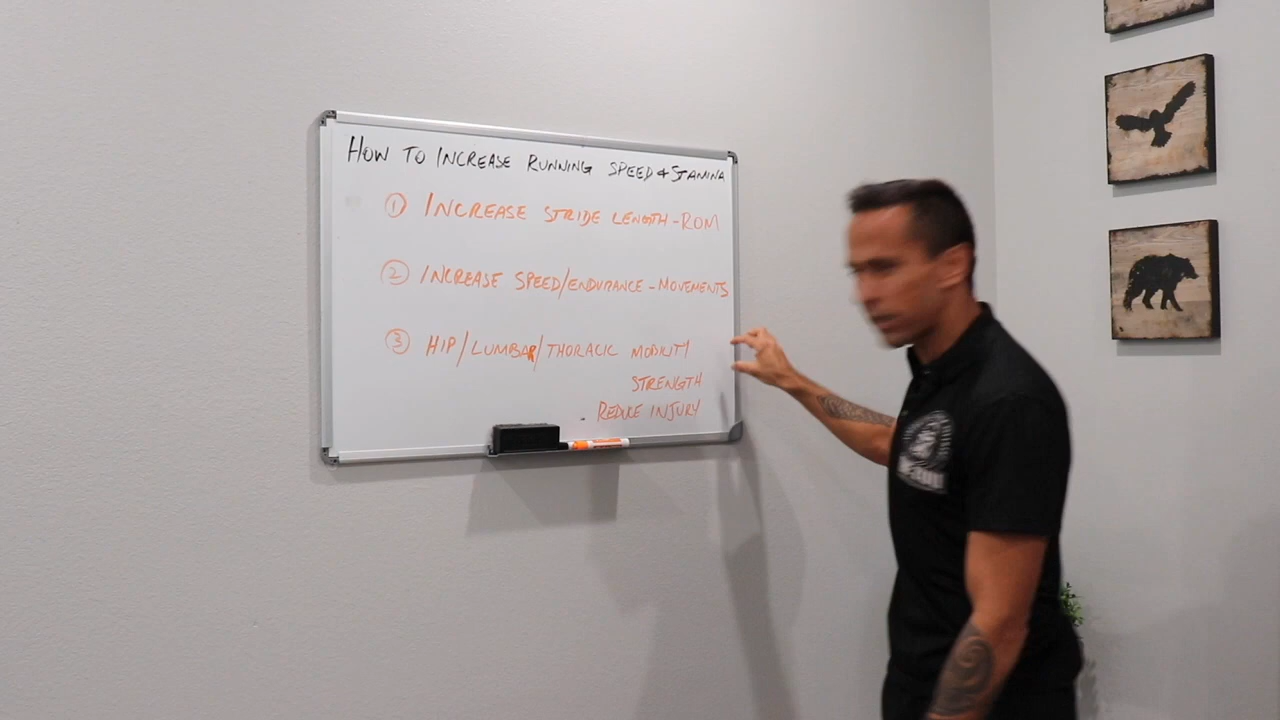 HOW TO INCREASE RUNNING SPEED & STAMINA
① INCREASE STRIDE LENGTH - ROM
② INCREASE SPEED/ENDURANCE - MOVEMENTS
③ HIP/LUMBAR/THORACIC MOBILITY
STRENGTH
REDUCE INJURY